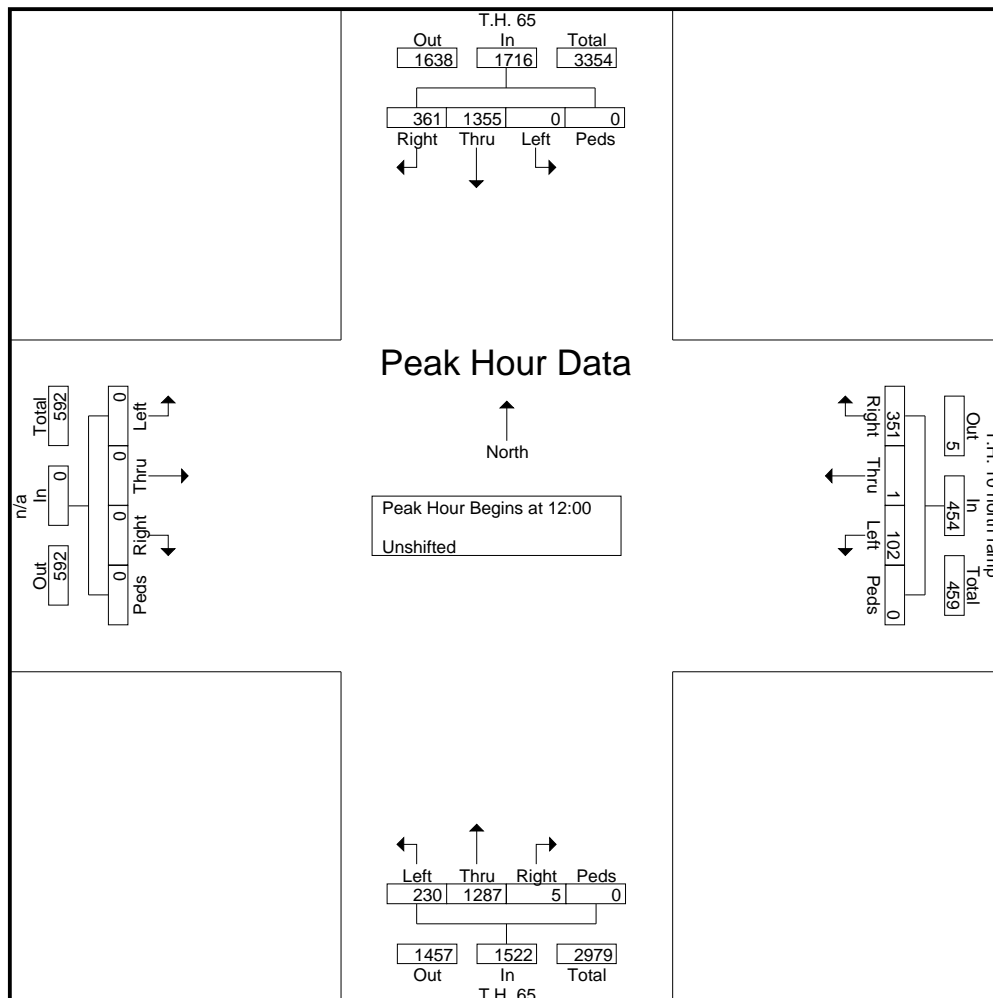 T.H. 65
Out In Total
1638 1716 3354
361 1355 0 0
Right Thru Left Peds
Peak Hour Data
North
Peak Hour Begins at 12:00
Unshifted
n/a
Total In Out
592 0 592
0 0 0 0
Left Thru Right Peds
Out In Total
5 454 459
351 1 102 0
Right Thru Left Peds
Left Thru Right Peds
230 1287 5 0
1457 1522 2979
Out In Total
T.H. 65